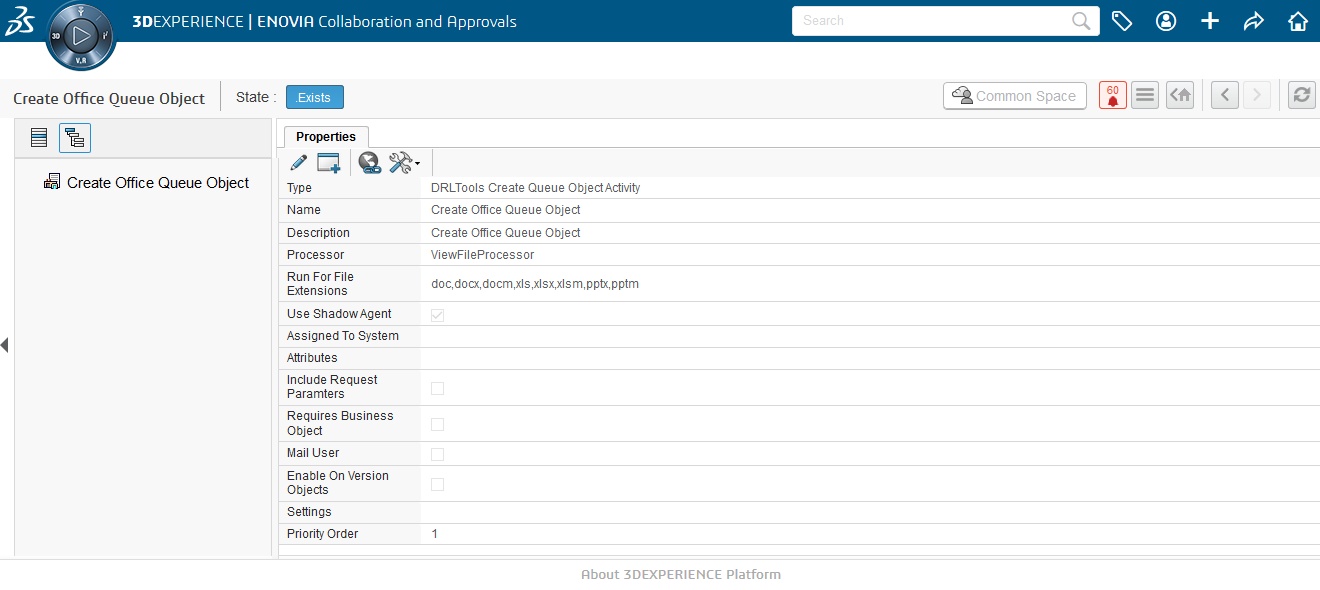 3DEXPERIENCE | ENOVIA Collaboration and Approvals
Search
3D
V.R
Create Office Queue Object
State :
.Exists
Common Space
60
Properties
Create Office Queue Object
Type
DRLTools Create Queue Object Activity
Name
Create Office Queue Object
Description
Create Office Queue Object
Processor
ViewFileProcessor
Run For File
Extensions
doc,docx,docm,xls,xlsx,xlsm,pptx,pptm
Use Shadow Agent
Assigned To System
Attributes
Include Request
Paramters
Requires Business
Object
Mail User
Enable On Version
Objects
Settings
Priority Order
1
About 3DEXPERIENCE Platform